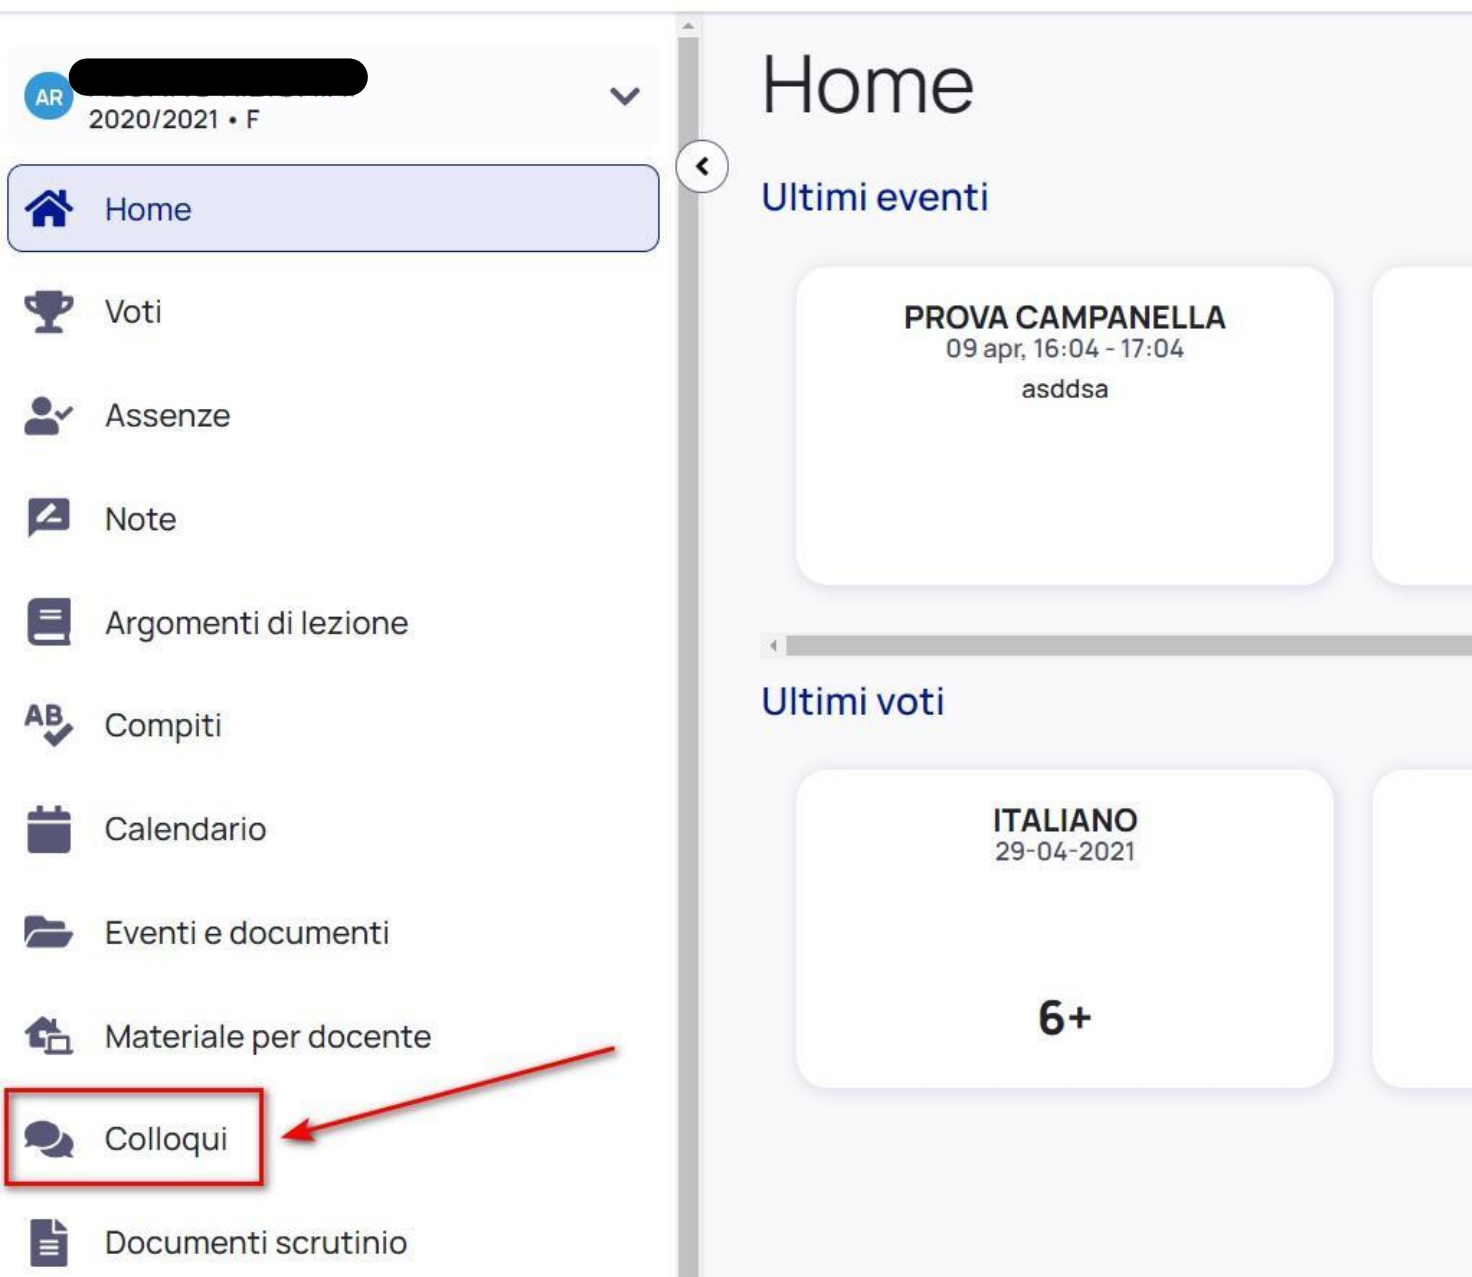 AR
2020/2021 • F
Home
Voti
Assenze
Note
Argomenti di lezione
AB
Compiti
Calendario
Eventi e documenti
Materiale per docente
Colloqui
Documenti scrutinio
Home
Ultimi eventi
PROVA CAMPANELLA
09 apr, 16:04 - 17:04
asddsa
Ultimi voti
ITALIANO
29-04-2021
6+